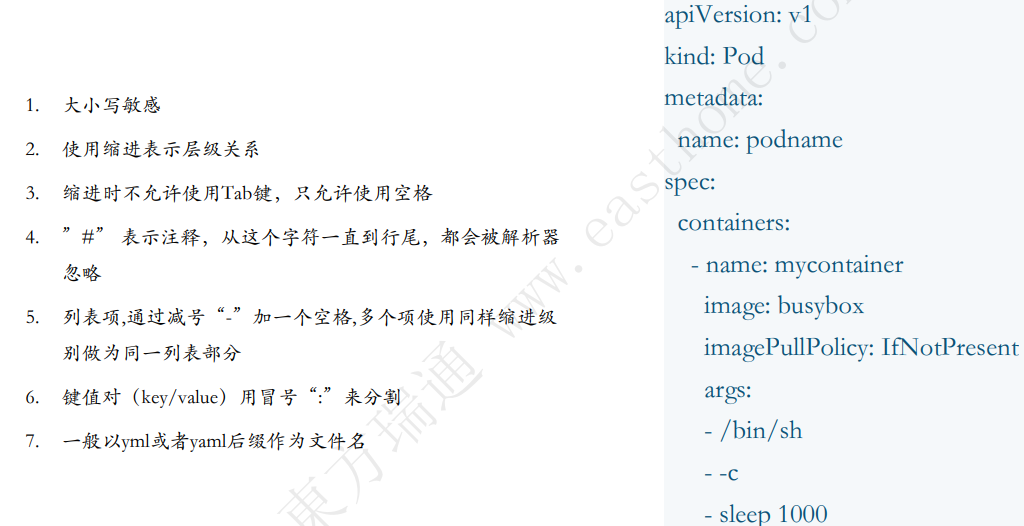 1. 大小写敏感
2. 使用缩进表示层级关系
3. 缩进时不允许使用Tab键，只允许使用空格
4. ”#” 表示注释，从这个字符一直到行尾，都会被解析器
忽略
5. 列表项,通过减号“-”加一个空格,多个项使用同样缩进级
别做为同一列表部分
6. 键值对（key/value）用冒号“:”来分割
7. 一般以yml或者yaml后缀作为文件名
apiVersion: v1
kind: Pod
metadata:
  name: podname
spec:
  containers:
    - name: mycontainer
      image: busybox
      imagePullPolicy: IfNotPresent
      args:
      - /bin/sh
      - -c
      - sleep 1000
東方瑞通 www.easthome.co